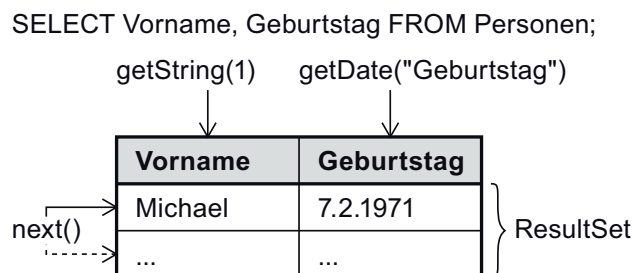 SELECT Vorname, Geburtstag FROM Personen;
getString(1) getDate("Geburtstag")
Vorname Geburtstag
Michael 7.2.1971
next() ResultSet
... ...